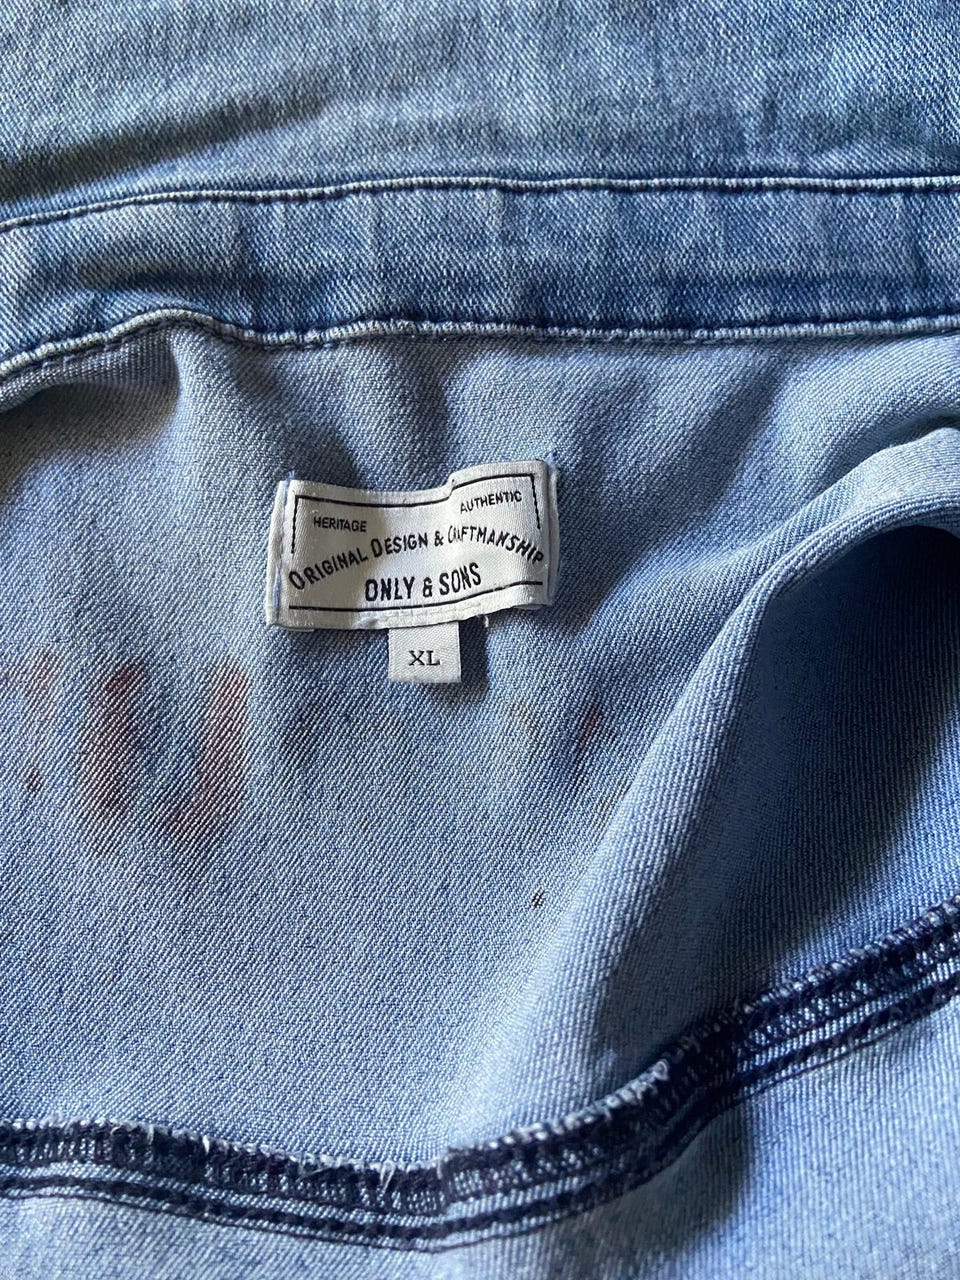 HERITAGE AUTHENTIC
ORIGINAL DESIGN & CRAFTMANSHIP
ONLY & SONS
XL